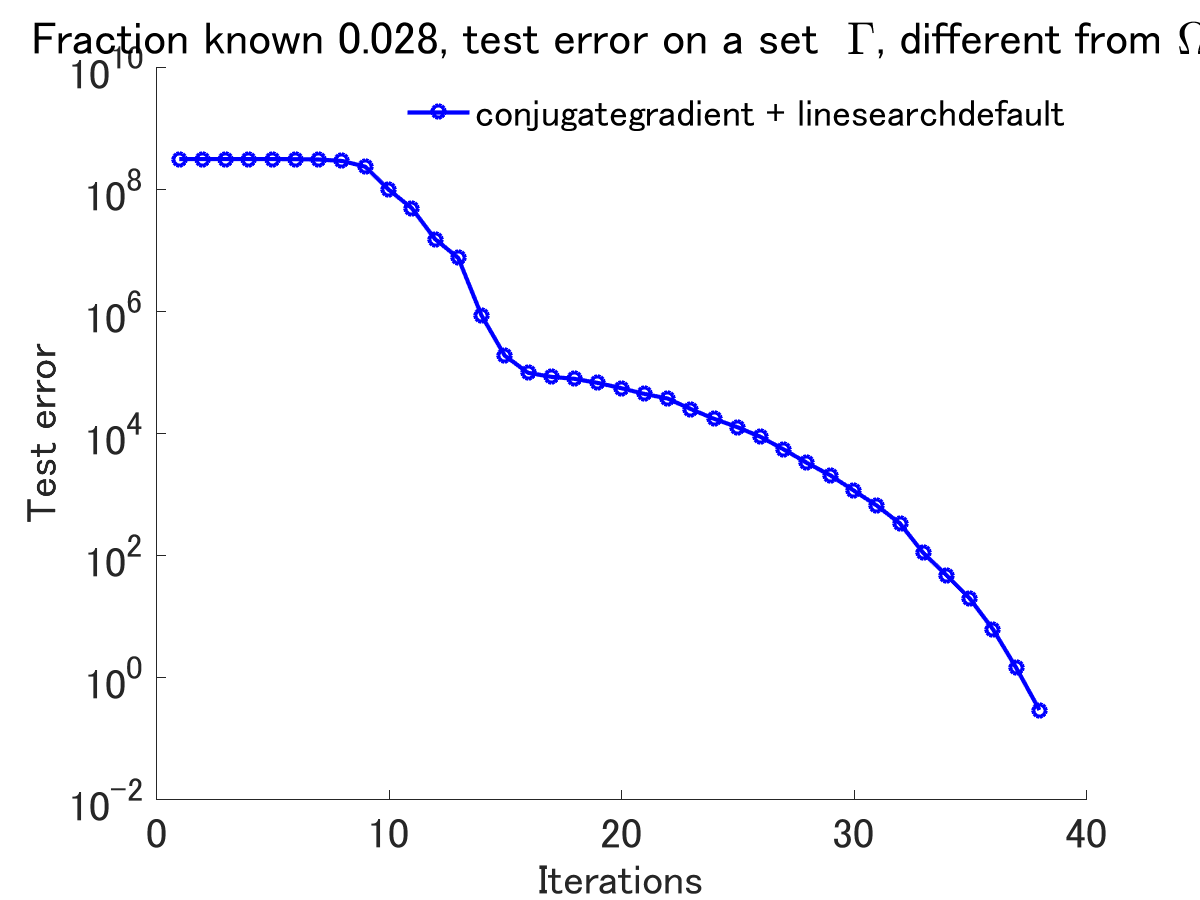 Fraction known 0.028, test error on a set Γ, different from Ω
10^10
conjugategradient + linesearchdefault
10^8
10^6
10^4
10^2
10^0
10^−2
Test error
0 10 20 30 40
Iterations